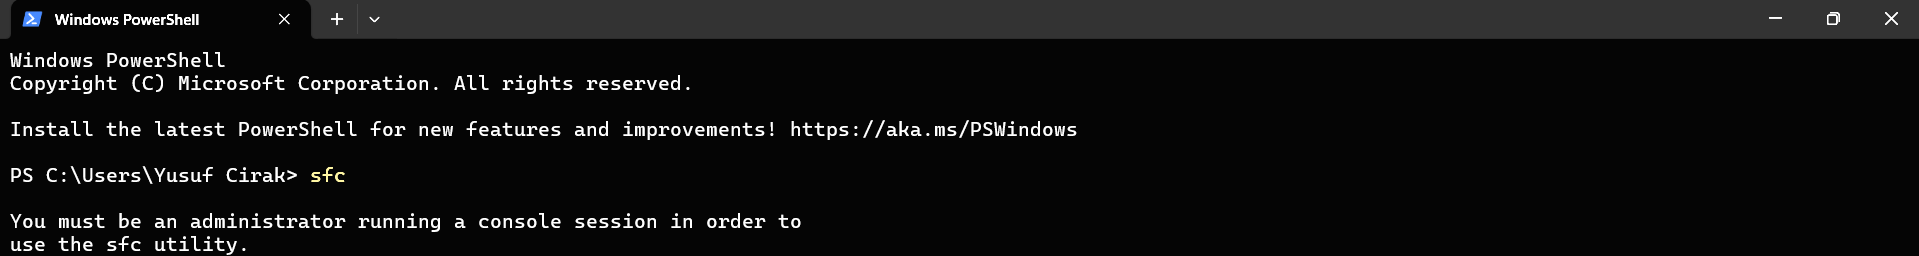 Windows PowerShell
Windows PowerShell
Copyright (C) Microsoft Corporation. All rights reserved.
Install the latest PowerShell for new features and improvements! https://aka.ms/PSWindows
PS C:\Users\Yusuf Cirak> sfc
You must be an administrator running a console session in order to
use the sfc utility.